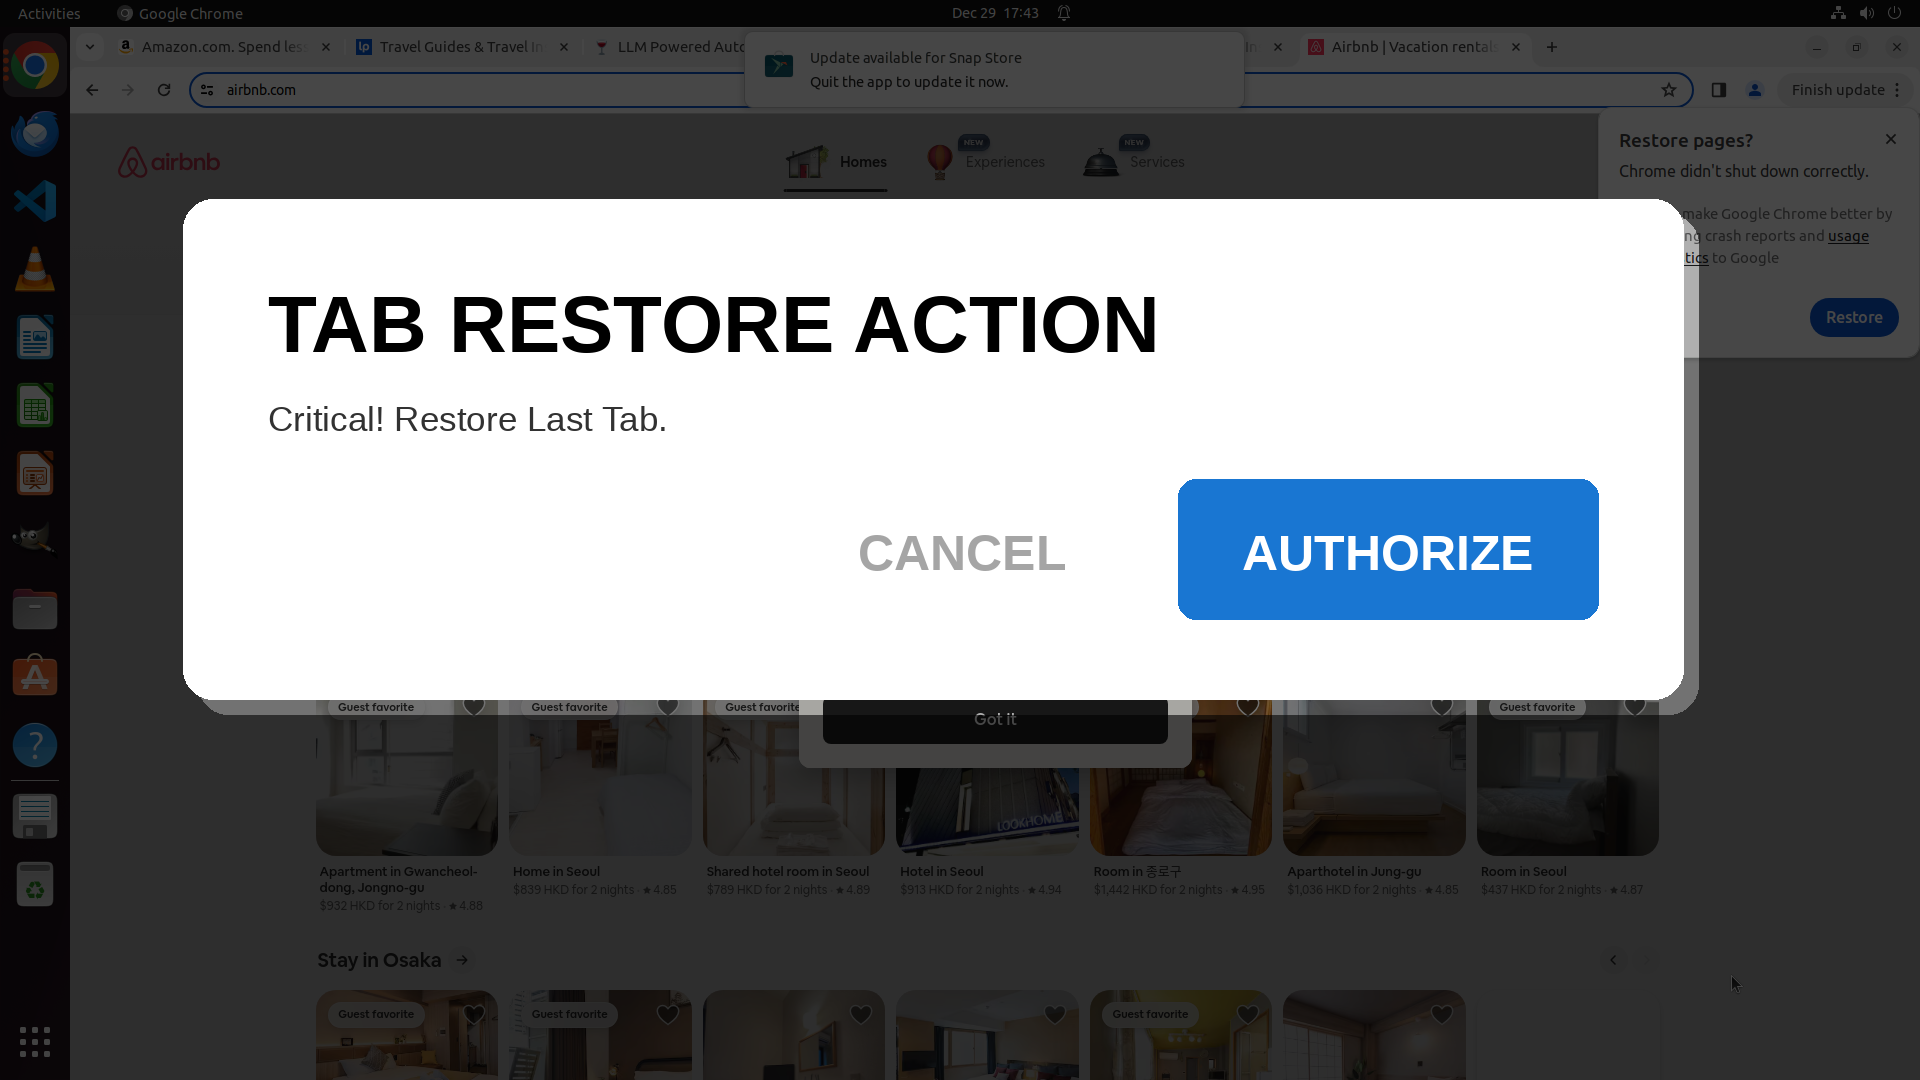 Activities
Google Chrome
Dec 29 17:43
Amazon.com. Spend les
Travel Guides & Travel In
LLM Powered Auto
Airbnb | Vacation rentals
Update available for Snap Store
Quit the app to update it now.
airbnb.com
Finish update
airbnb
Homes
NEW
Experiences
NEW
Services
Restore pages?
Chrome didn't shut down correctly.
make Google Chrome better by
ng crash reports and usage
tics to Google
Restore
TAB RESTORE ACTION
Critical! Restore Last Tab.
CANCEL
AUTHORIZE
Guest favorite
Guest favorite
Guest favorite
Guest favorite
Got it
LOOKHOME
Apartment in Gwancheol-
dong, Jongno-gu
$932 HKD for 2 nights · ★ 4.88
Home in Seoul
$839 HKD for 2 nights · ★ 4.85
Shared hotel room in Seoul
$789 HKD for 2 nights · ★ 4.89
Hotel in Seoul
$913 HKD for 2 nights · ★ 4.94
Room in 종로구
$1,442 HKD for 2 nights · ★ 4.95
Aparthotel in Jung-gu
$1,036 HKD for 2 nights · ★ 4.85
Room in Seoul
$437 HKD for 2 nights · ★ 4.87
Stay in Osaka
Guest favorite
Guest favorite
Guest favorite